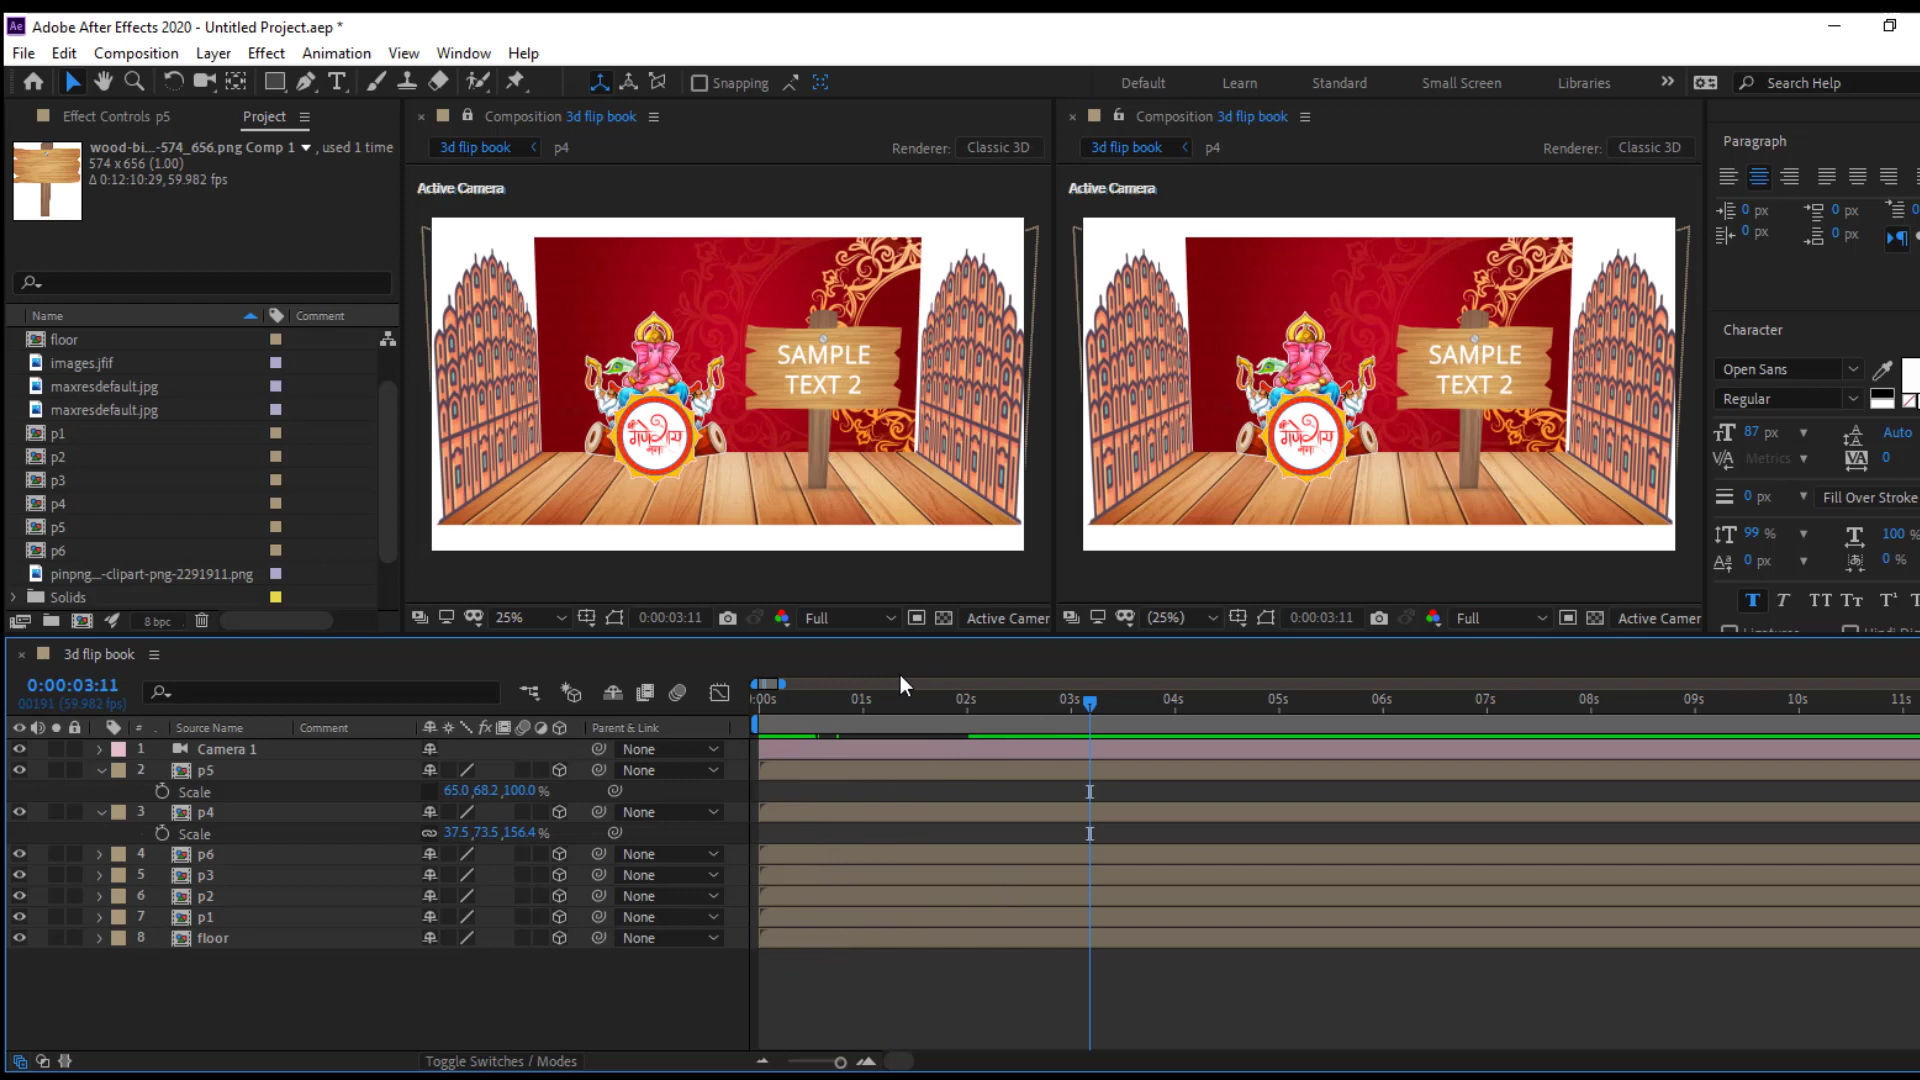 Ae Adobe After Effects 2020 - Untitled Project.aep *
File Edit Composition Layer Effect Animation View Window Help
Snapping
Default Learn Standard Small Screen Libraries Search Help
Effect Controls p5 Project
wood-bi...-574_656.png Comp 1 , used 1 time
574 x 656 (1.00)
Δ 0:12:10:29, 59.982 fps
Name Comment
floor
images.jfif
maxresdefault.jpg
maxresdefault.jpg
p1
p2
p3
p4
p5
p6
pinpng...-clipart-png-2291911.png
Solids
8 bpc
Composition 3d flip book
3d flip book p4
Renderer: Classic 3D
Active Camera
SAMPLE
TEXT 2
25% 0:00:03:11 Full Active Camer
Composition 3d flip book
3d flip book p4
Renderer: Classic 3D
Active Camera
SAMPLE
TEXT 2
(25%) 0:00:03:11 Full Active Camer
Paragraph
0 px 0 px 0
0 px 0 px
Character
Open Sans
Regular
87 px Auto
Metrics 0
0 px Fill Over Stroke
99 % 100 %
0 px 0 %
T T TT Tt T¹
3d flip book
0:00:03:11
00191 (59.982 fps)
:00s 01s 02s 03s 04s 05s 06s 07s 08s 09s 10s 11s
# Source Name Comment Parent & Link
1 Camera 1 None
2 p5 None
Scale 65.0,68.2,100.0 %
3 p4 None
Scale 37.5,73.5,156.4 %
4 p6 None
5 p3 None
6 p2 None
7 p1 None
8 floor None
Toggle Switches / Modes